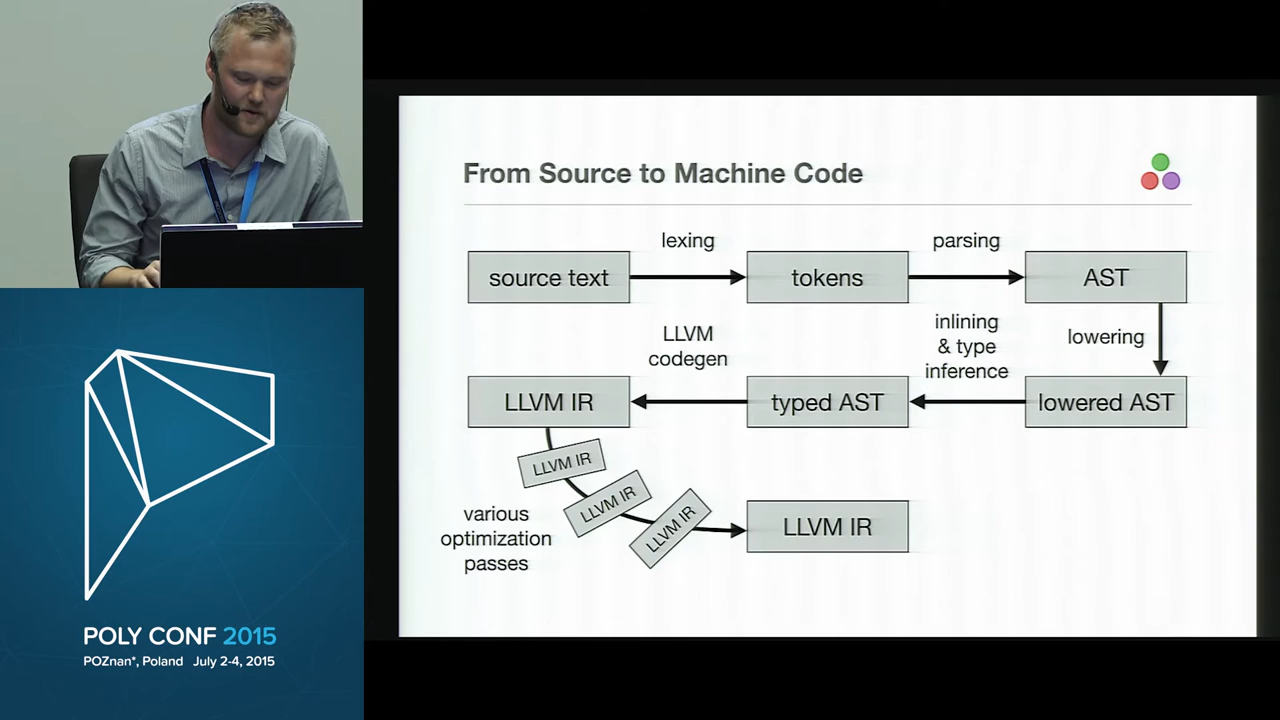 From Source to Machine Code
lexing
parsing
source text
tokens
AST
LLVM
codegen
inlining
& type
inference
lowering
LLVM IR
typed AST
lowered AST
LLVM IR
LLVM IR
LLVM IR
various
optimization
passes
LLVM IR
POLY CONF 2015
POZnan*, Poland July 2-4, 2015